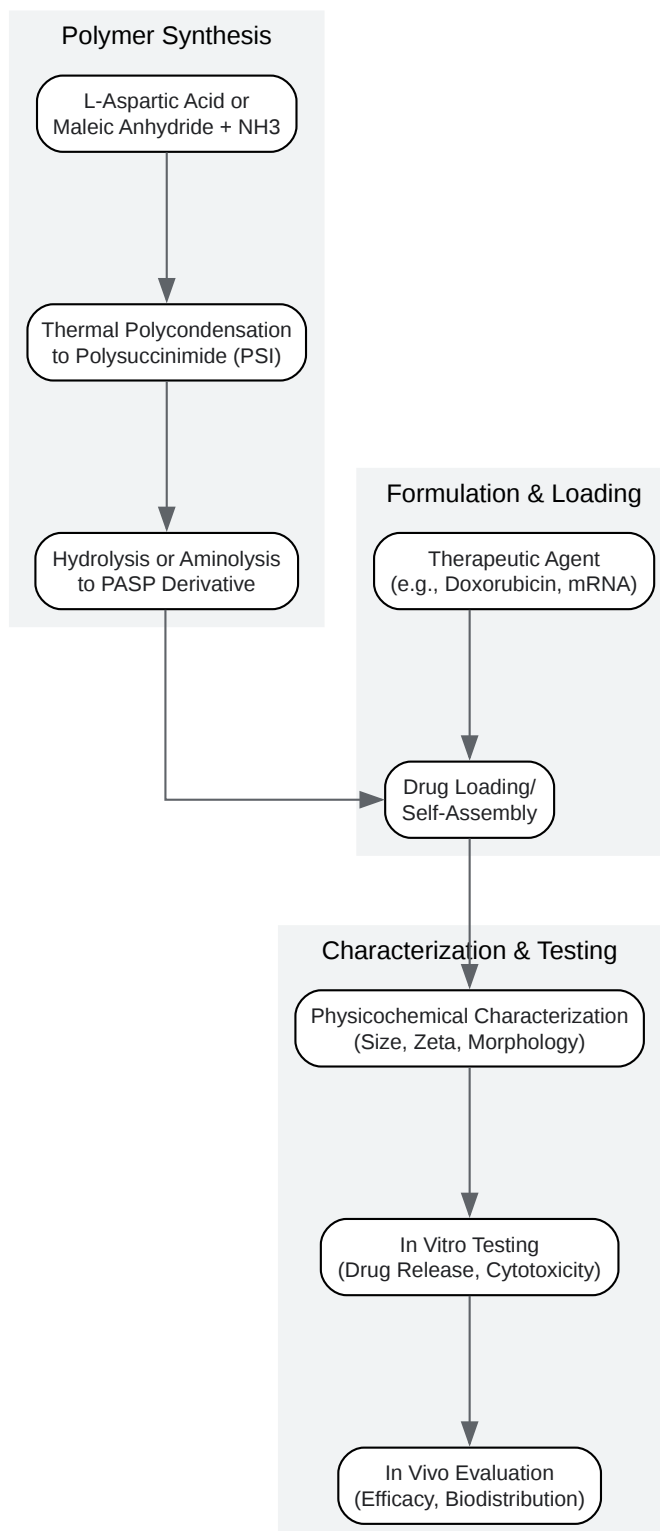 Polymer Synthesis
L-Aspartic Acid or
Maleic Anhydride + NH3
Thermal Polycondensation
to Polysuccinimide (PSI)
Hydrolysis or Aminolysis
to PASP Derivative
Formulation & Loading
Therapeutic Agent
(e.g., Doxorubicin, mRNA)
Drug Loading/
Self-Assembly
Characterization & Testing
Physicochemical Characterization
(Size, Zeta, Morphology)
In Vitro Testing
(Drug Release, Cytotoxicity)
In Vivo Evaluation
(Efficacy, Biodistribution)